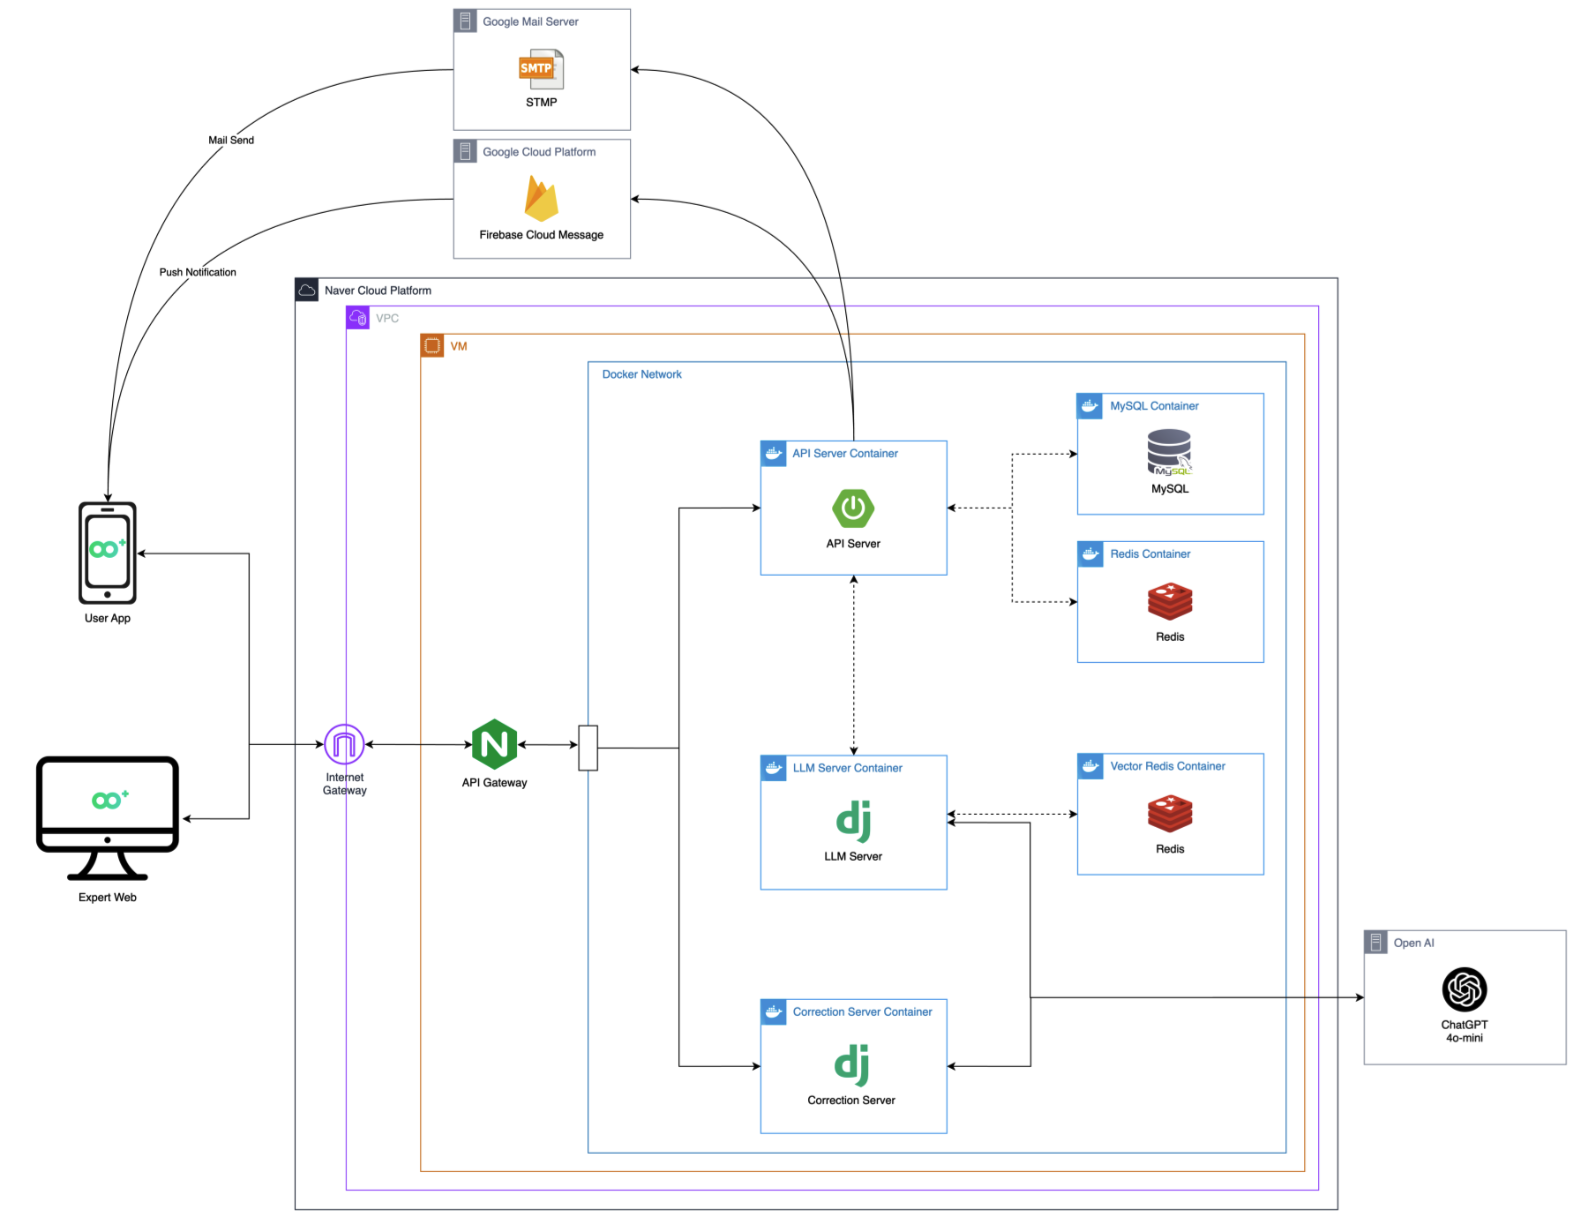 Google Mail Server
SMTP
STMP
Mail Send
Google Cloud Platform
Firebase Cloud Message
Push Notification
Naver Cloud Platform
VPC
VM
Docker Network
MySQL Container
MySQL
MySQL
API Server Container
API Server
Redis Container
Redis
User App
Internet
Gateway
N
API Gateway
LLM Server Container
dj
LLM Server
Vector Redis Container
Redis
Expert Web
Open AI
ChatGPT
4o-mini
Correction Server Container
dj
Correction Server